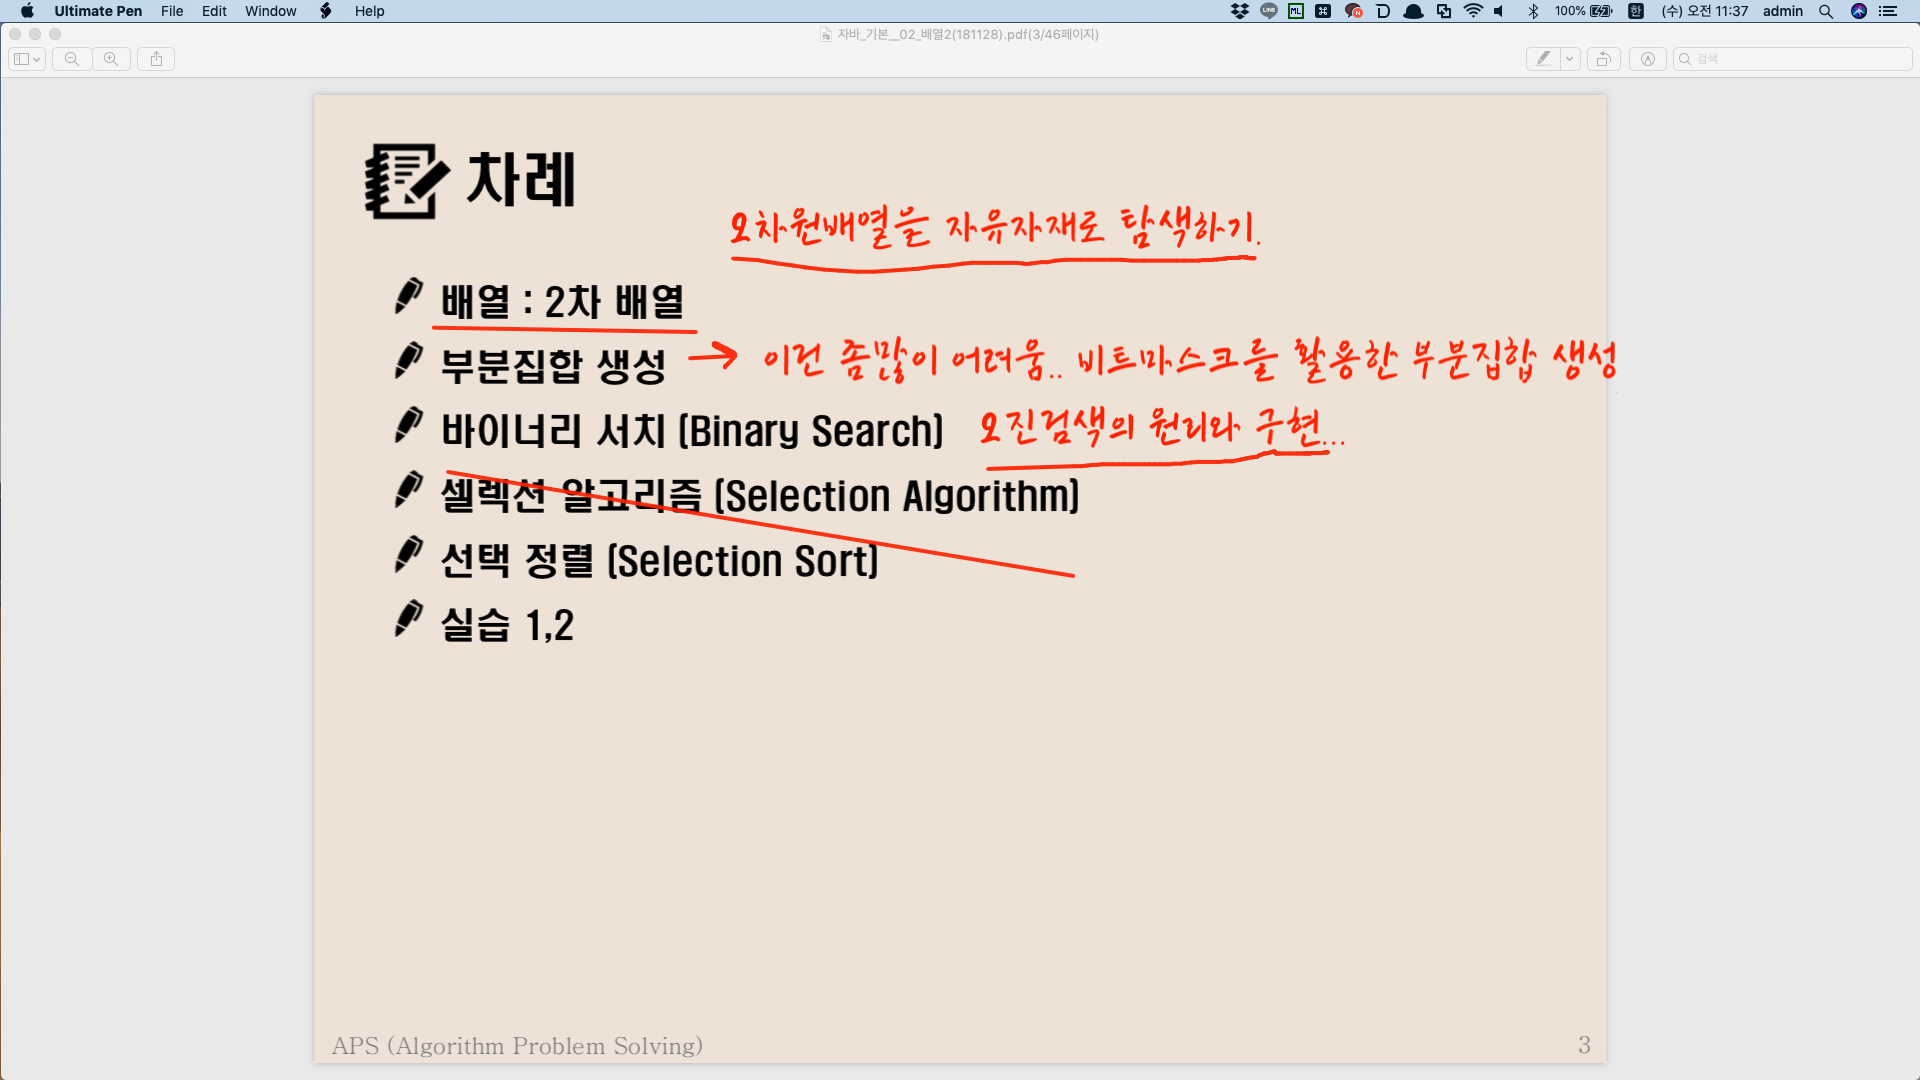 Ultimate Pen File Edit Window Help 100% 한 (수) 오전 11:37 admin
자바_기본__02_배열2(181128).pdf(3/46페이지)
검색
차례
2차원배열을 자유자재로 탐색하기.
배열 : 2차 배열
부분집합 생성 → 이건 좀많이 어려움.. 비트마스크를 활용한 부분집합 생성
바이너리 서치 (Binary Search) 2진검색의 원리와 구현...
셀렉션 알고리즘 (Selection Algorithm)
선택 정렬 (Selection Sort)
실습 1,2
APS (Algorithm Problem Solving) 3